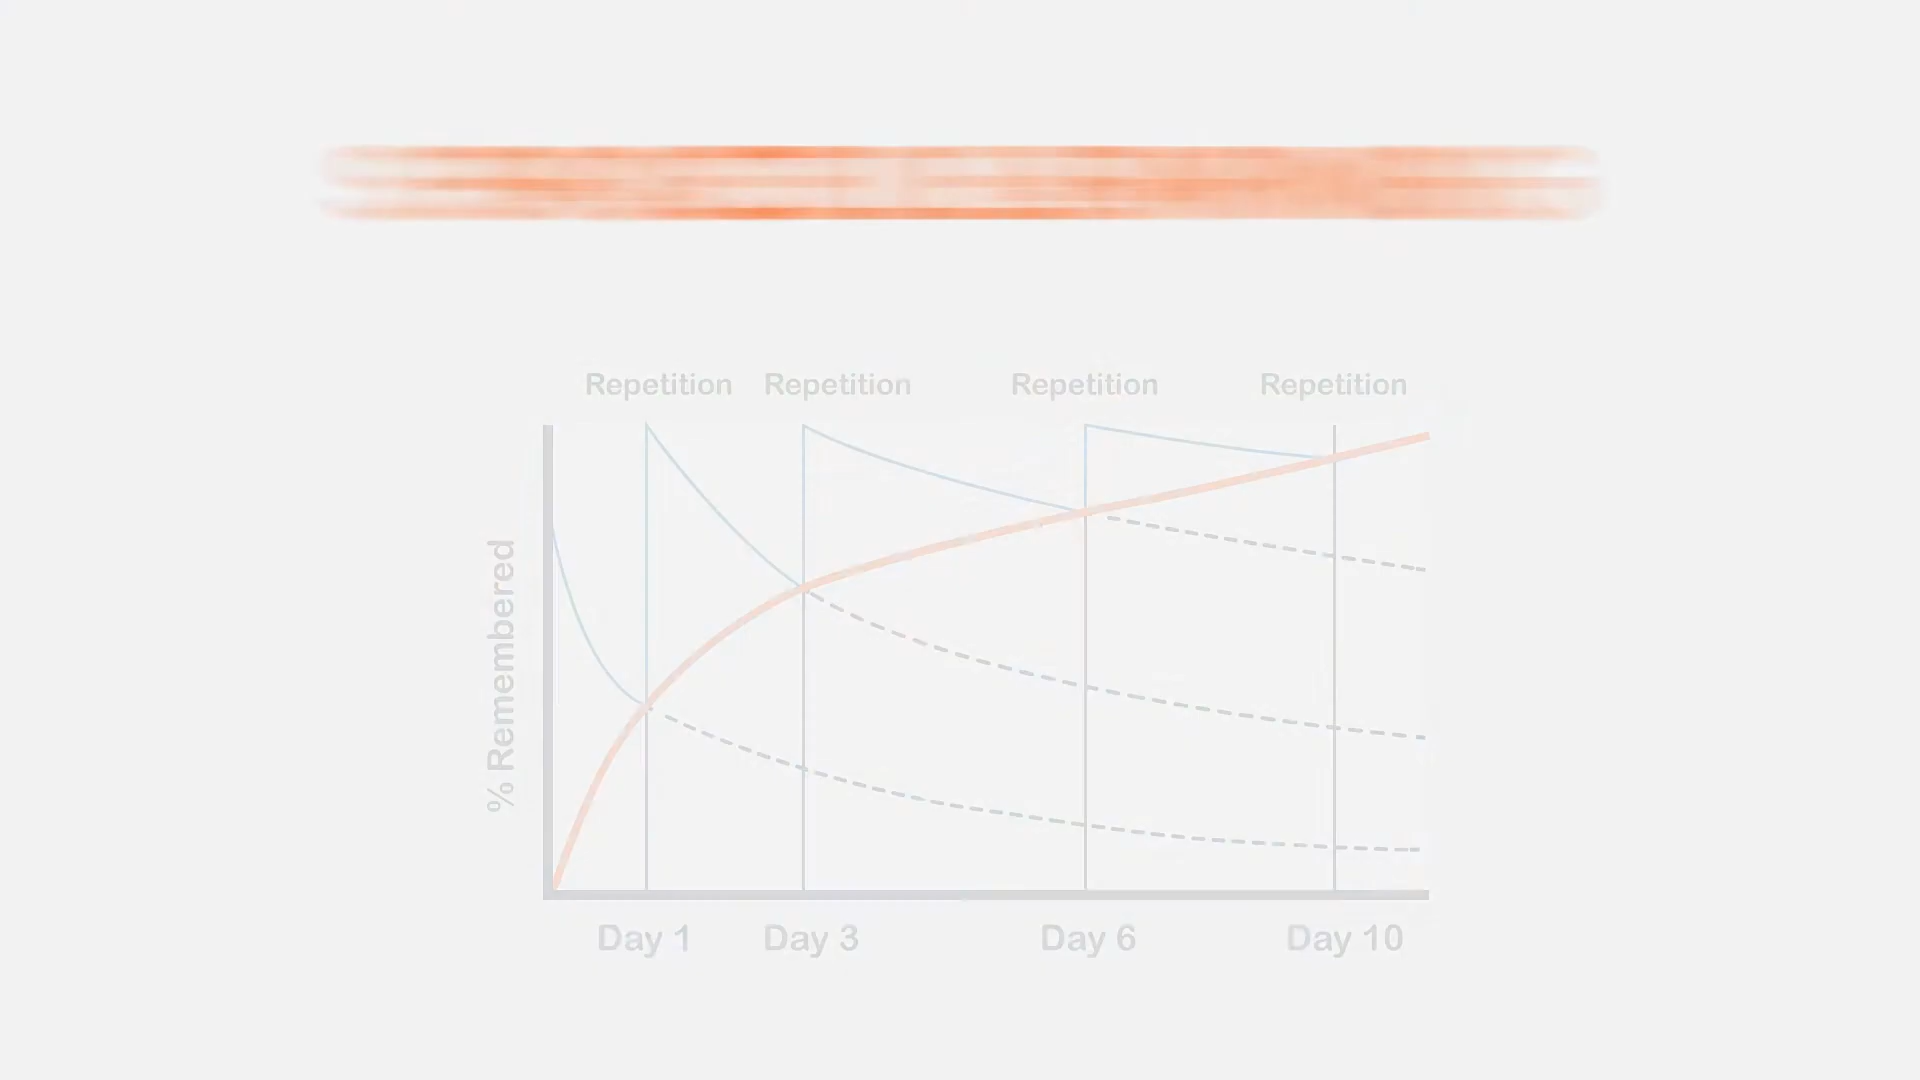 Repetition Repetition Repetition Repetition
% Remembered
Day 1 Day 3 Day 6 Day 10